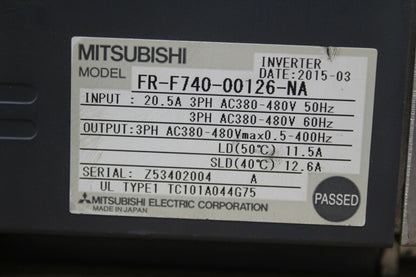 MITSUBISHI INVERTER
MODEL FR-F740-00126-NA DATE:2015-03
INPUT : 20.5A 3PH AC380-480V 50Hz
3PH AC380-480V 60Hz
OUTPUT:3PH AC380-480Vmax0.5-400Hz
LD(50℃) 11.5A
SLD(40℃) 12.6A
SERIAL: Z53402004 A
UL TYPE1 TC101A044G75
MITSUBISHI ELECTRIC CORPORATION
MADE IN JAPAN
PASSED